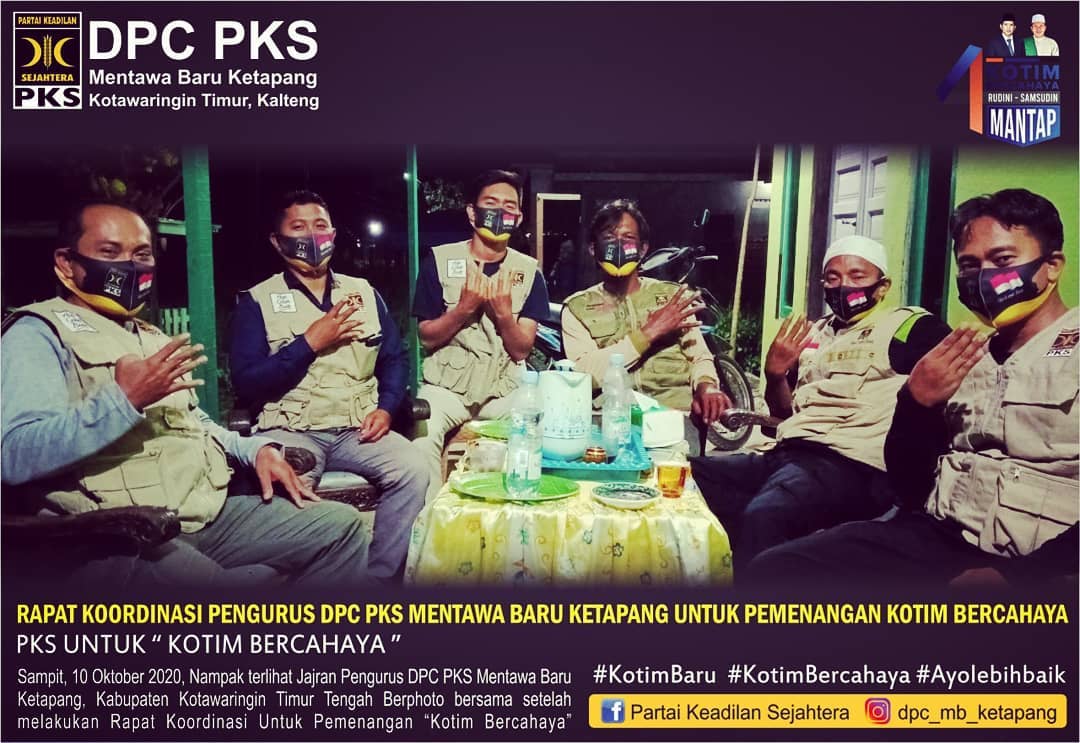 PARTAI KEADILAN
SEJAHTERA
PKS
DPC PKS
Mentawa Baru Ketapang
Kotawaringin Timur, Kalteng
KOTIM
RUDINI - SAMSUDIN
MANTAP
PKS
PKS
PKS
RAPAT KOORDINASI PENGURUS DPC PKS MENTAWA BARU KETAPANG UNTUK PEMENANGAN KOTIM BERCAHAYA
PKS UNTUK “ KOTIM BERCAHAYA ”
Sampit, 10 Oktober 2020, Nampak terlihat Jajran Pengurus DPC PKS Mentawa Baru
Ketapang, Kabupaten Kotawaringin Timur Tengah Berphoto bersama setelah
melakukan Rapat Koordinasi Untuk Pemenangan “Kotim Bercahaya”
#KotimBaru #KotimBercahaya #Ayolebihbaik
Partai Keadilan Sejahtera dpc_mb_ketapang